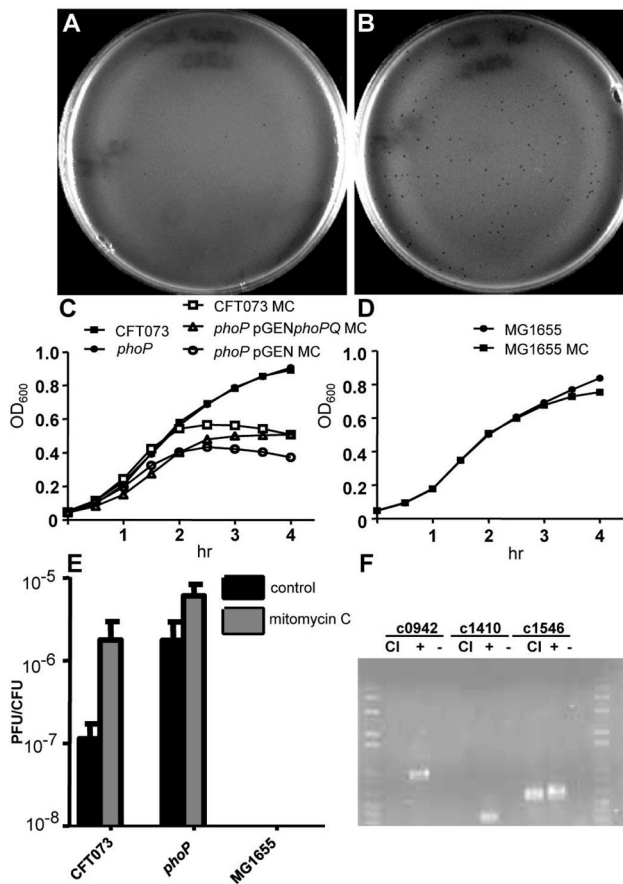 A
B
C
CFT073
phoP
CFT073 MC
phoP pGENphoPQ MC
phoP pGEN MC
OD600
1.0
0.8
0.6
0.4
0.2
0
1 2 3 4
hr
D
MG1655
MG1655 MC
OD600
1.0
0.8
0.6
0.4
0.2
0
1 2 3 4
hr
E
control
mitomycin C
PFU/CFU
10-5
10-6
10-7
10-8
CFT073
phoP
MG1655
F
c0942 c1410 c1546
CI + - CI + - CI + -